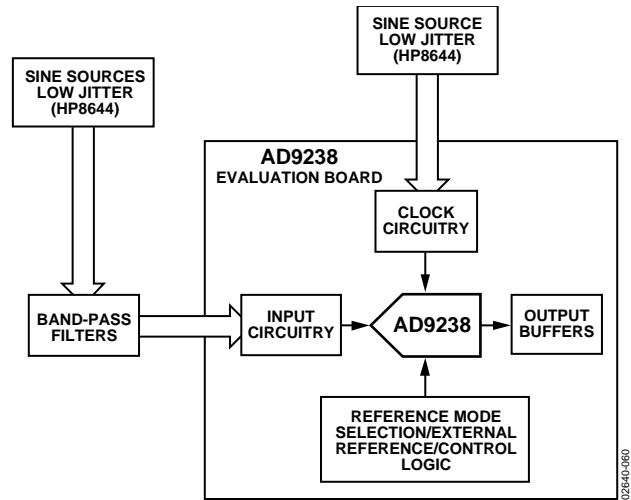 SINE SOURCE
LOW JITTER
(HP8644)
SINE SOURCES
LOW JITTER
(HP8644)
AD9238
EVALUATION BOARD
CLOCK
CIRCUITRY
BAND-PASS
FILTERS
INPUT
CIRCUITRY
AD9238
OUTPUT
BUFFERS
REFERENCE MODE
SELECTION/EXTERNAL
REFERENCE/CONTROL
LOGIC
02640-060